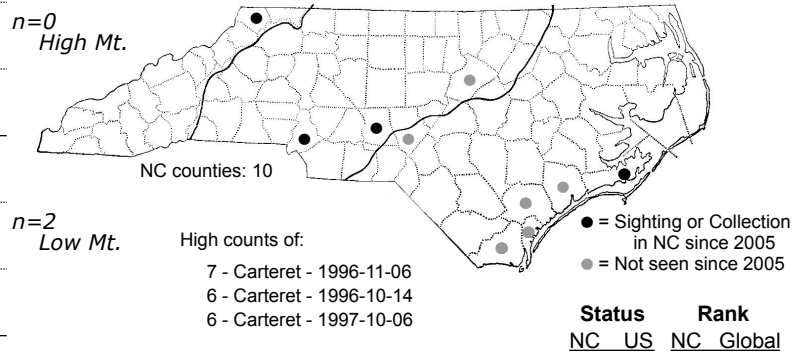 n=0
High Mt.
NC counties: 10
n=2
Low Mt.
High counts of:
7 - Carteret - 1996-11-06
6 - Carteret - 1996-10-14
6 - Carteret - 1997-10-06
= Sighting or Collection
in NC since 2005
= Not seen since 2005
Status Rank
NC US NC Global